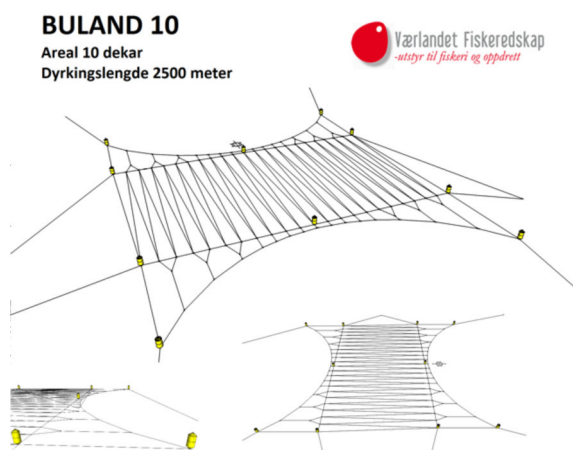 BULAND 10
Areal 10 dekar
Dyrkingslengde 2500 meter
Værlandet Fiskeredskap
-utstyr til fiskeri og oppdrett